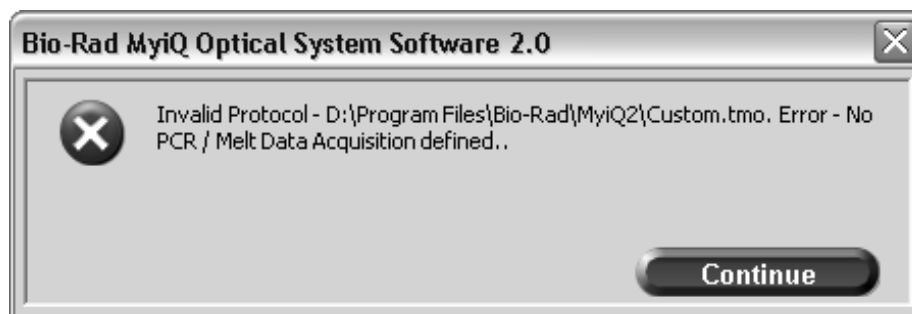 Bio-Rad MyiQ Optical System Software 2.0
Invalid Protocol - D:\Program Files\Bio-Rad\MyiQ2\Custom.tmo. Error - No
PCR / Melt Data Acquisition defined..
Continue